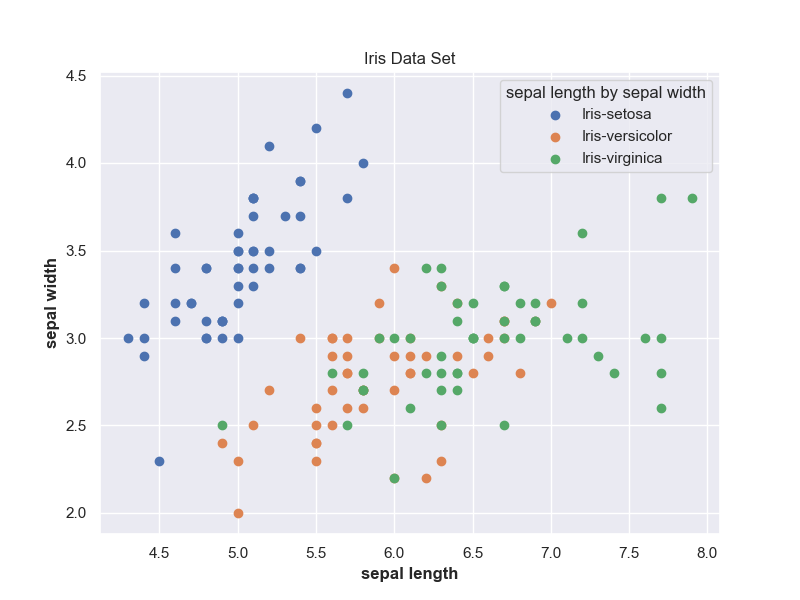 Iris Data Set
sepal length by sepal width
Iris-setosa
Iris-versicolor
Iris-virginica
4.5
4.0
3.5
3.0
2.5
2.0
sepal width
4.5 5.0 5.5 6.0 6.5 7.0 7.5 8.0
sepal length